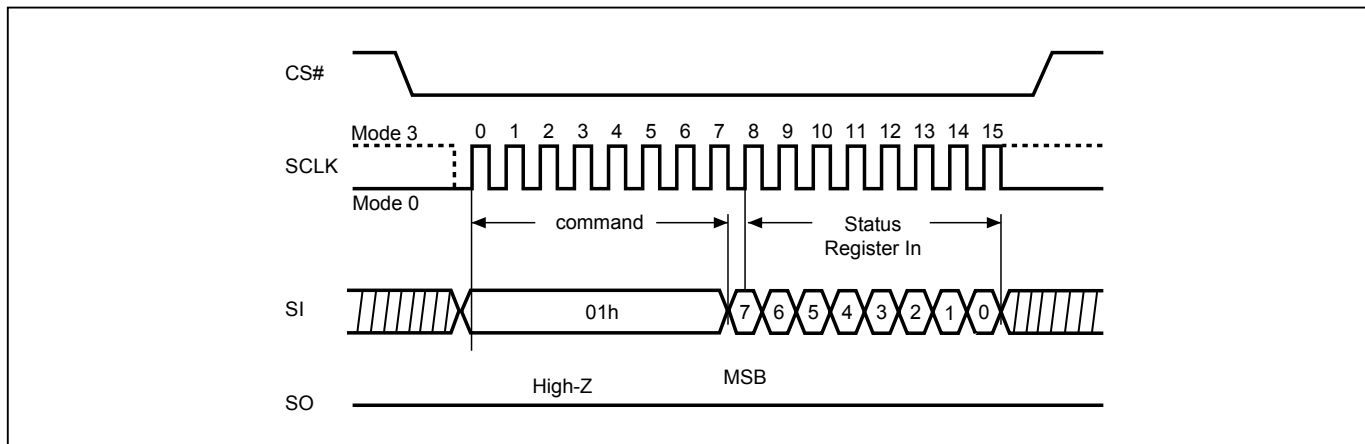 CS#
Mode 3
0 1 2 3 4 5 6 7 8 9 10 11 12 13 14 15
SCLK
Mode 0
command
Status
Register In
SI
01h
7 6 5 4 3 2 1 0
High-Z
MSB
SO